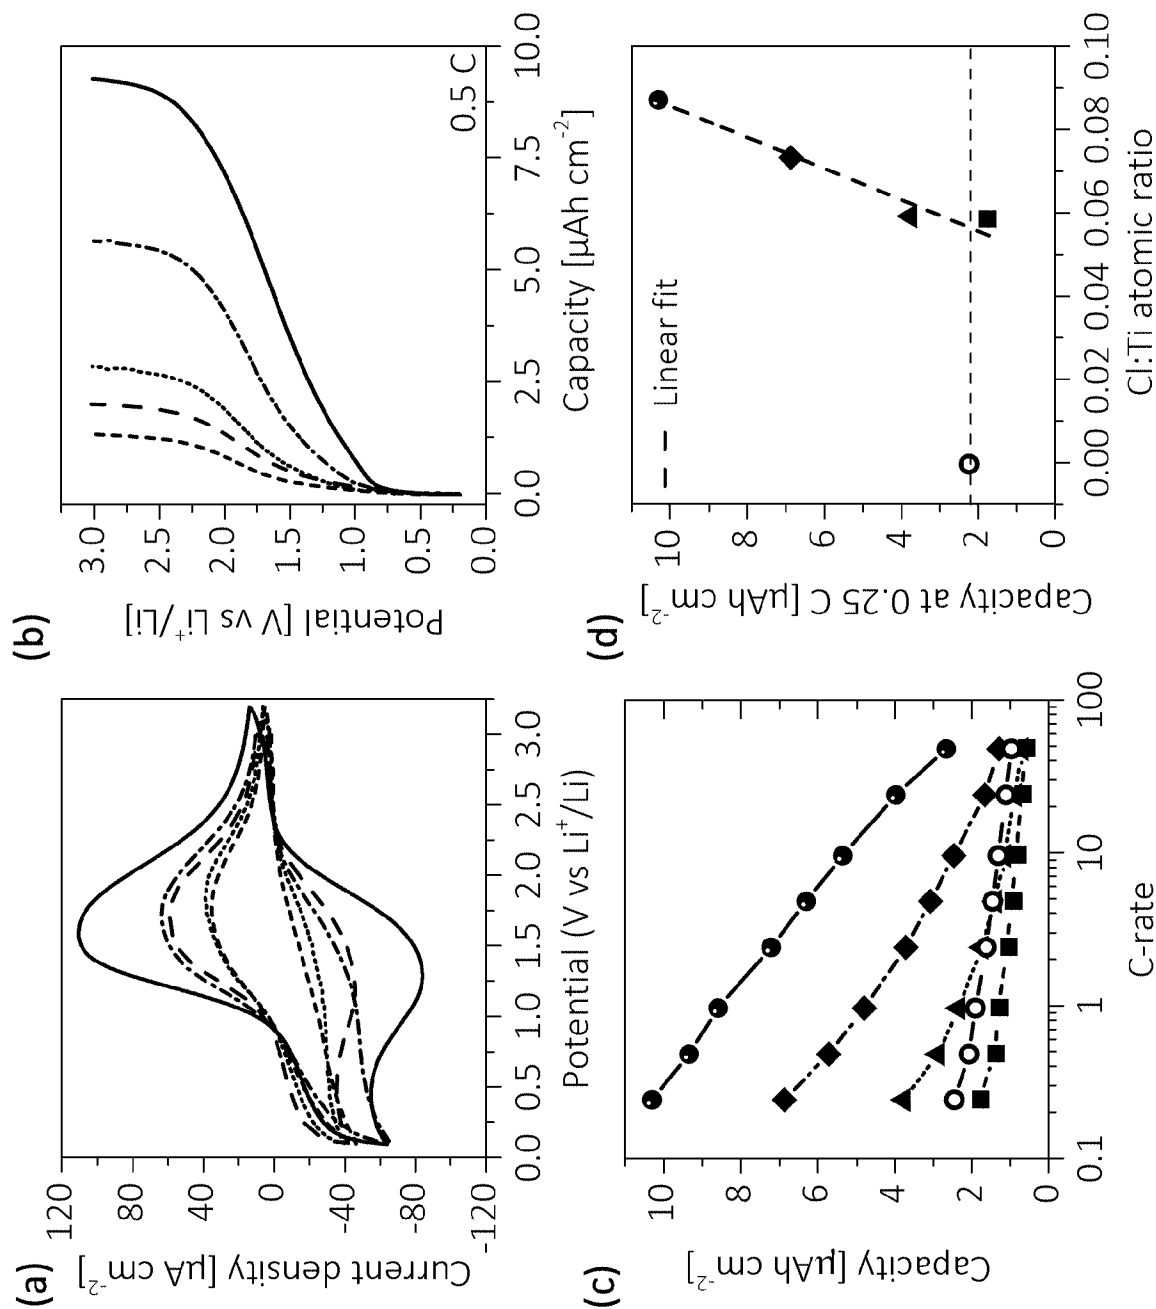 (a)
120
80
40
0
-40
-80
-120
Current density [µA cm-2]
0.0 0.5 1.0 1.5 2.0 2.5 3.0
Potential (V vs Li+/Li)
(b)
3.0
2.5
2.0
1.5
1.0
0.5
0.0
Potential [V vs Li+/Li]
0.5 C
0.0 2.5 5.0 7.5 10.0
Capacity [µAh cm-2]
(c)
10
8
6
4
2
0
Capacity [µAh cm-2]
0.1 1 10 100
C-rate
(d)
Linear fit
10
8
6
4
2
0
Capacity at 0.25 C [µAh cm-2]
0.00 0.02 0.04 0.06 0.08 0.10
Cl:Ti atomic ratio